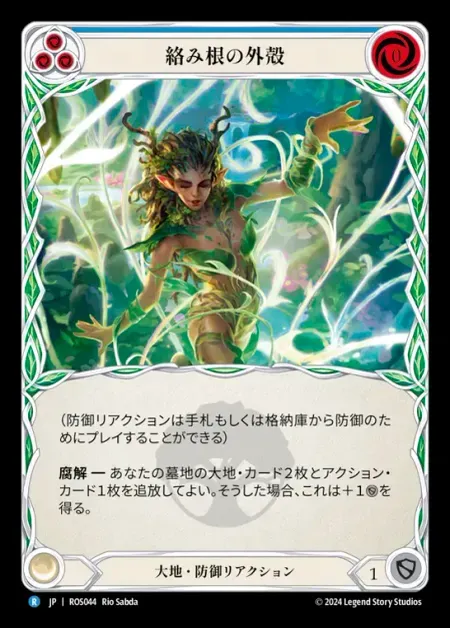 絡み根の外殻
0
(防御リアクションは手札もしくは格納庫から防御のた
めにプレイすることができる)
腐解 ー あなたの墓地の大地・カード2枚とアクション・
カード1枚を追放してよい。そうした場合、これは+1を
得る。
大地・防御リアクション
1
R JP | ROS044 Rio Sabda
© 2024 Legend Story Studios